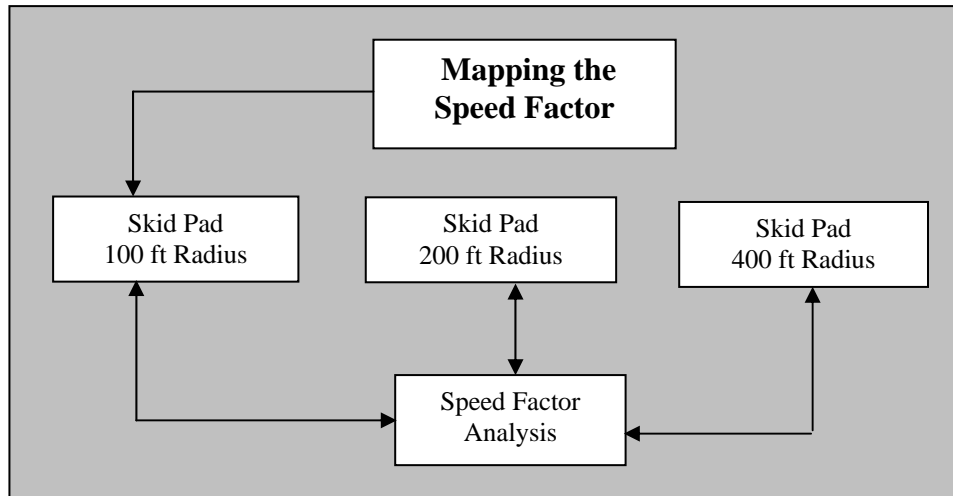 Mapping the
Speed Factor
Skid Pad
100 ft Radius
Skid Pad
200 ft Radius
Skid Pad
400 ft Radius
Speed Factor
Analysis